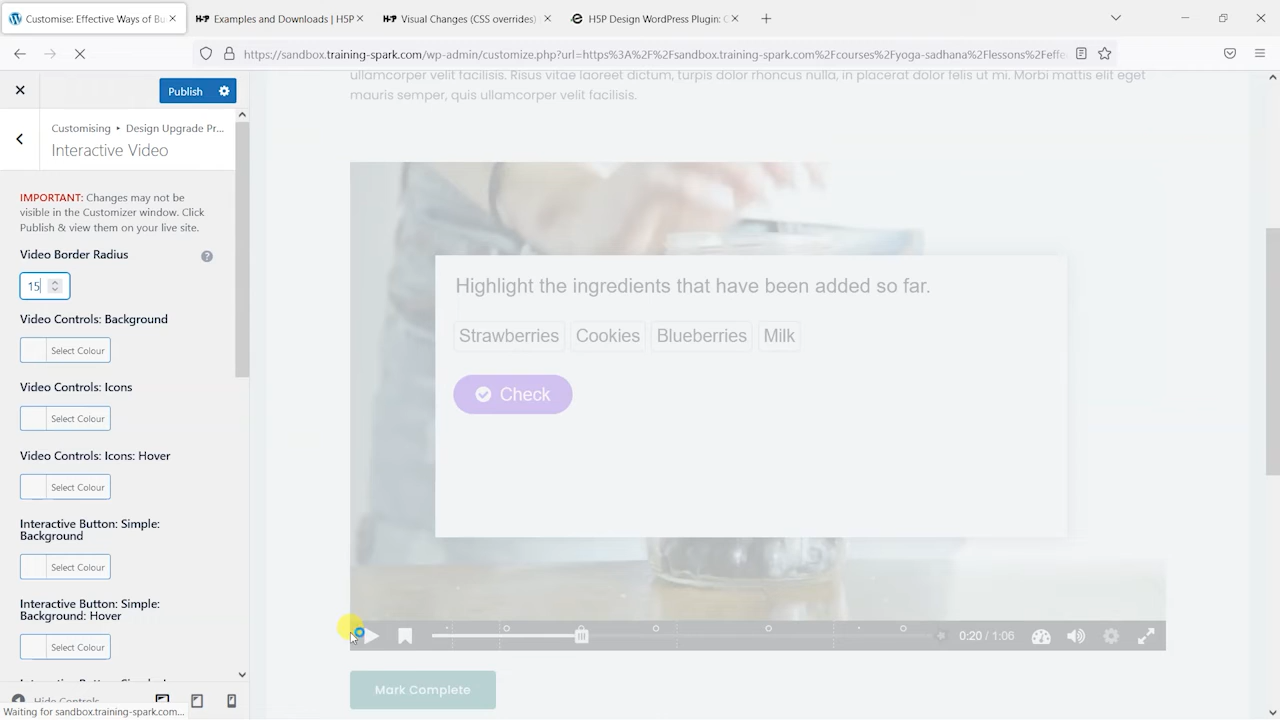 Customise: Effective Ways of Bu
Examples and Downloads | H5P
Visual Changes (CSS overrides)
H5P Design WordPress Plugin: C
https://sandbox.training-spark.com/wp-admin/customize.php?url=https%3A%2F%2Fsandbox.training-spark.com%2Fcourses%2Fyoga-sadhana%2Flessons%2Feffe
Publish
Customising ▸ Design Upgrade Pr...
Interactive Video
IMPORTANT: Changes may not be
visible in the Customizer window. Click
Publish & view them on your live site.
Video Border Radius
15
Video Controls: Background
Select Colour
Video Controls: Icons
Select Colour
Video Controls: Icons: Hover
Select Colour
Interactive Button: Simple:
Background
Select Colour
Interactive Button: Simple:
Background: Hover
Select Colour
Hide Controls
Waiting for sandbox.training-spark.com...
ullamcorper velit facilisis. Risus vitae laoreet dictum, turpis dolor rhoncus nulla, in placerat dolor felis ut mi. Morbi mattis elit eget
mauris semper, quis ullamcorper velit facilisis.
Highlight the ingredients that have been added so far.
Strawberries Cookies Blueberries Milk
Check
0:20 / 1:06
Mark Complete